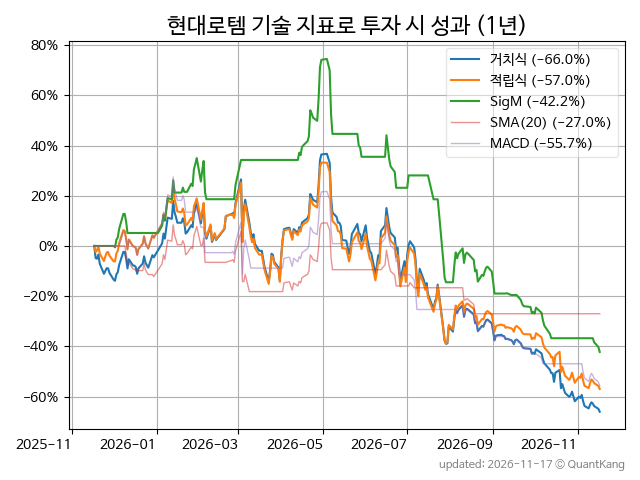 현대로템 기술 지표로 투자 시 성과 (1년)
80%
60%
40%
20%
0%
−20%
−40%
−60%
거치식 (−66.0%)
적립식 (−57.0%)
SigM (−42.2%)
SMA(20) (−27.0%)
MACD (−55.7%)
2025-11
2026-01
2026-03
2026-05
2026-07
2026-09
2026-11
updated: 2026-11-17 © QuantKang